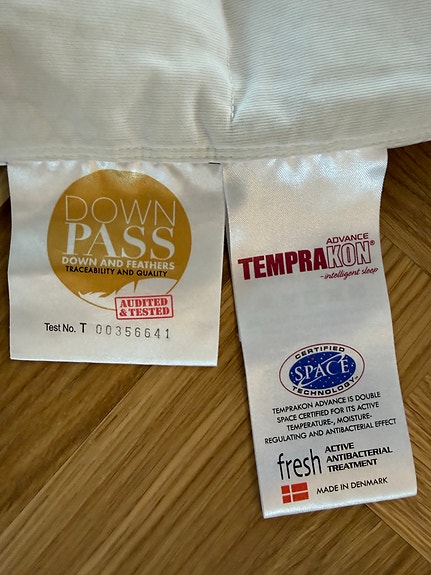 DOWN
PASS
DOWN AND FEATHERS
TRACEABILITY AND QUALITY
AUDITED
& TESTED
Test No. T 00356641
ADVANCE
TEMPRAKON®
-intelligent sleep
CERTIFIED
SPACE
TECHNOLOGY™
TEMPRAKON ADVANCE IS DOUBLE
SPACE CERTIFIED FOR ITS ACTIVE
TEMPERATURE-, MOISTURE-
REGULATING AND ANTIBACTERIAL EFFECT
fresh ACTIVE
ANTIBACTERIAL
TREATMENT
MADE IN DENMARK